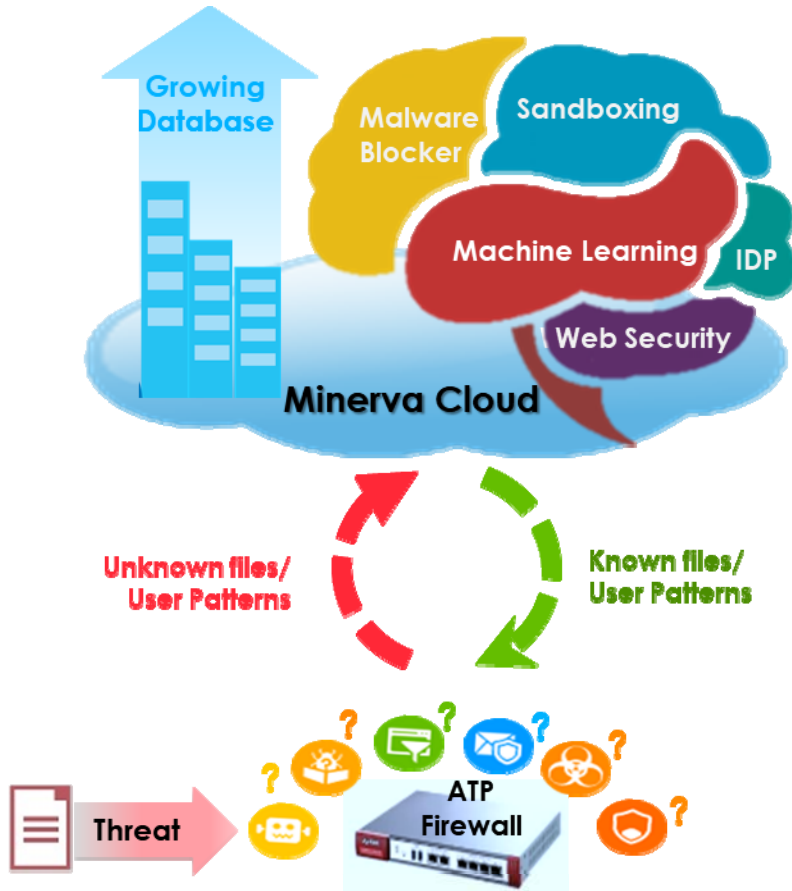 Growing
Database
Malware
Blocker
Sandboxing
Machine Learning
IDP
Web Security
Minerva Cloud
Unknown files/
User Patterns
Known files/
User Patterns
?
?
?
?
?
?
Threat
ATP
Firewall